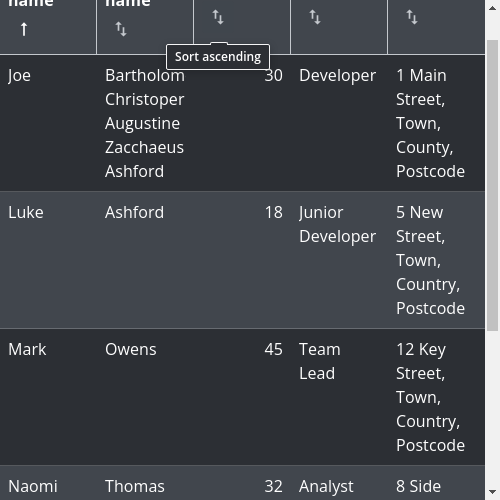 name
name
Sort ascending
Joe
Bartholom
Christoper
Augustine
Zacchaeus
Ashford
30
Developer
1 Main
Street,
Town,
County,
Postcode
Luke
Ashford
18
Junior
Developer
5 New
Street,
Town,
Country,
Postcode
Mark
Owens
45
Team
Lead
12 Key
Street,
Town,
Country,
Postcode
Naomi
Thomas
32
Analyst
8 Side